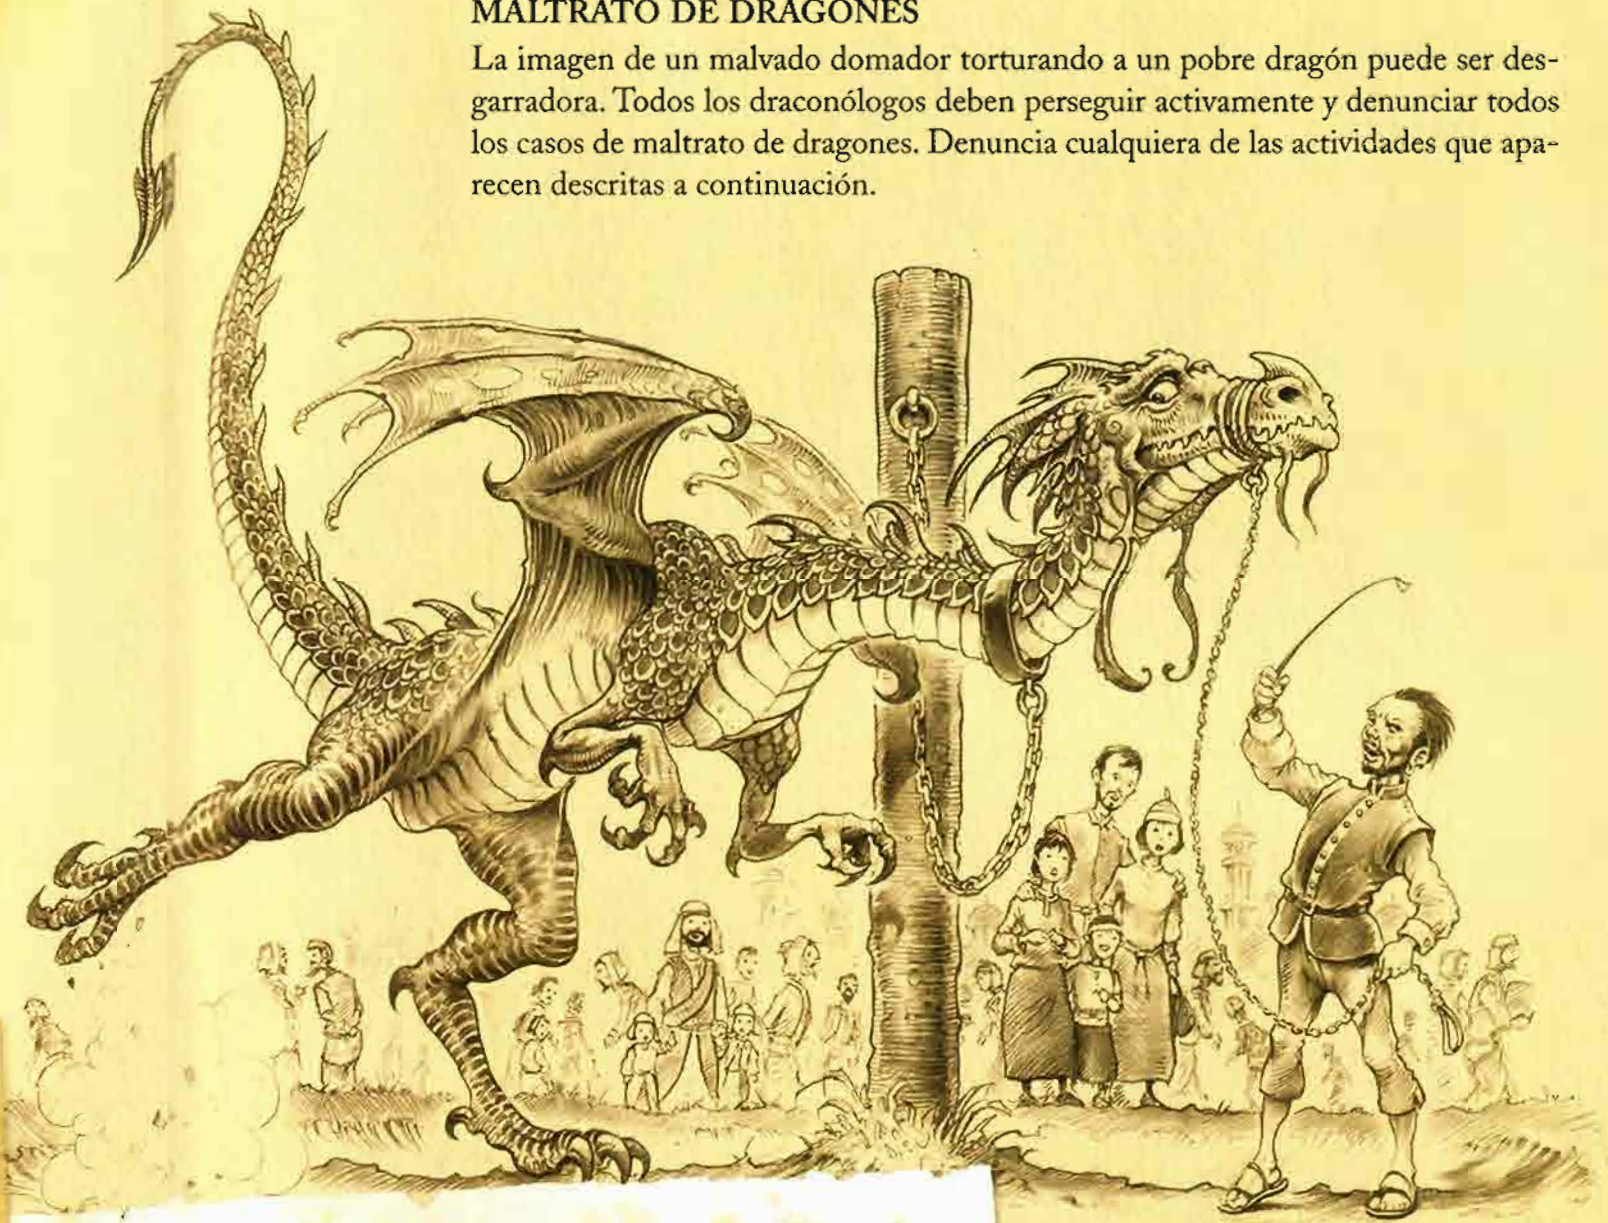 MALTRATO DE DRAGONES
La imagen de un malvado domador torturando a un pobre dragón puede ser des-
garradora. Todos los draconólogos deben perseguir activamente y denunciar todos
los casos de maltrato de dragones. Denuncia cualquiera de las actividades que apa-
recen descritas a continuación.